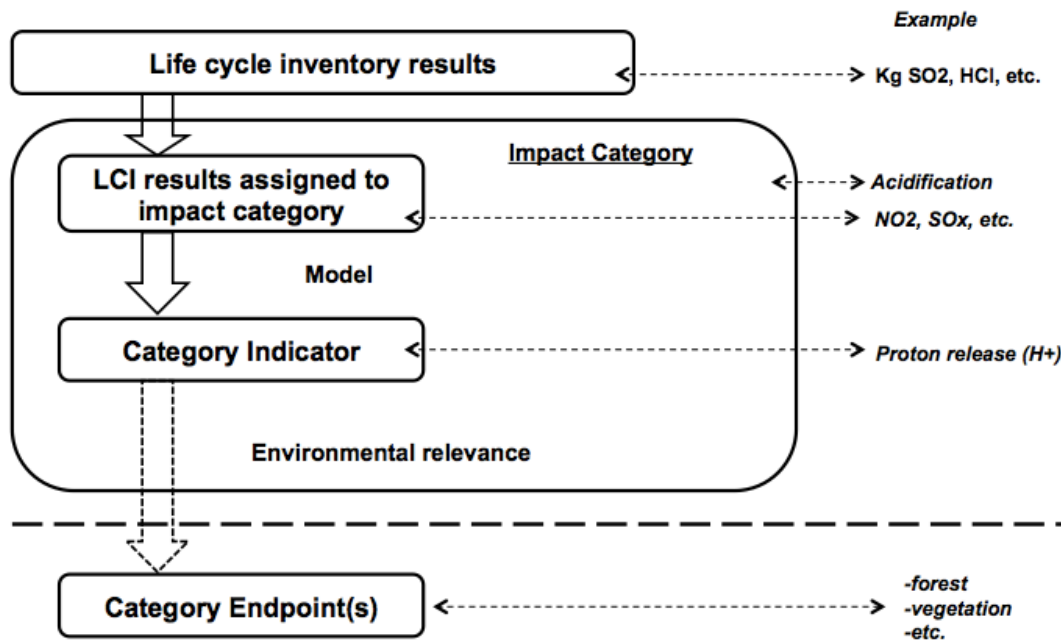 Example
Life cycle inventory results
Kg SO2, HCl, etc.
Impact Category
LCI results assigned to
impact category
Acidification
NO2, SOx, etc.
Model
Category Indicator
Proton release (H+)
Environmental relevance
Category Endpoint(s)
-forest
-vegetation
-etc.